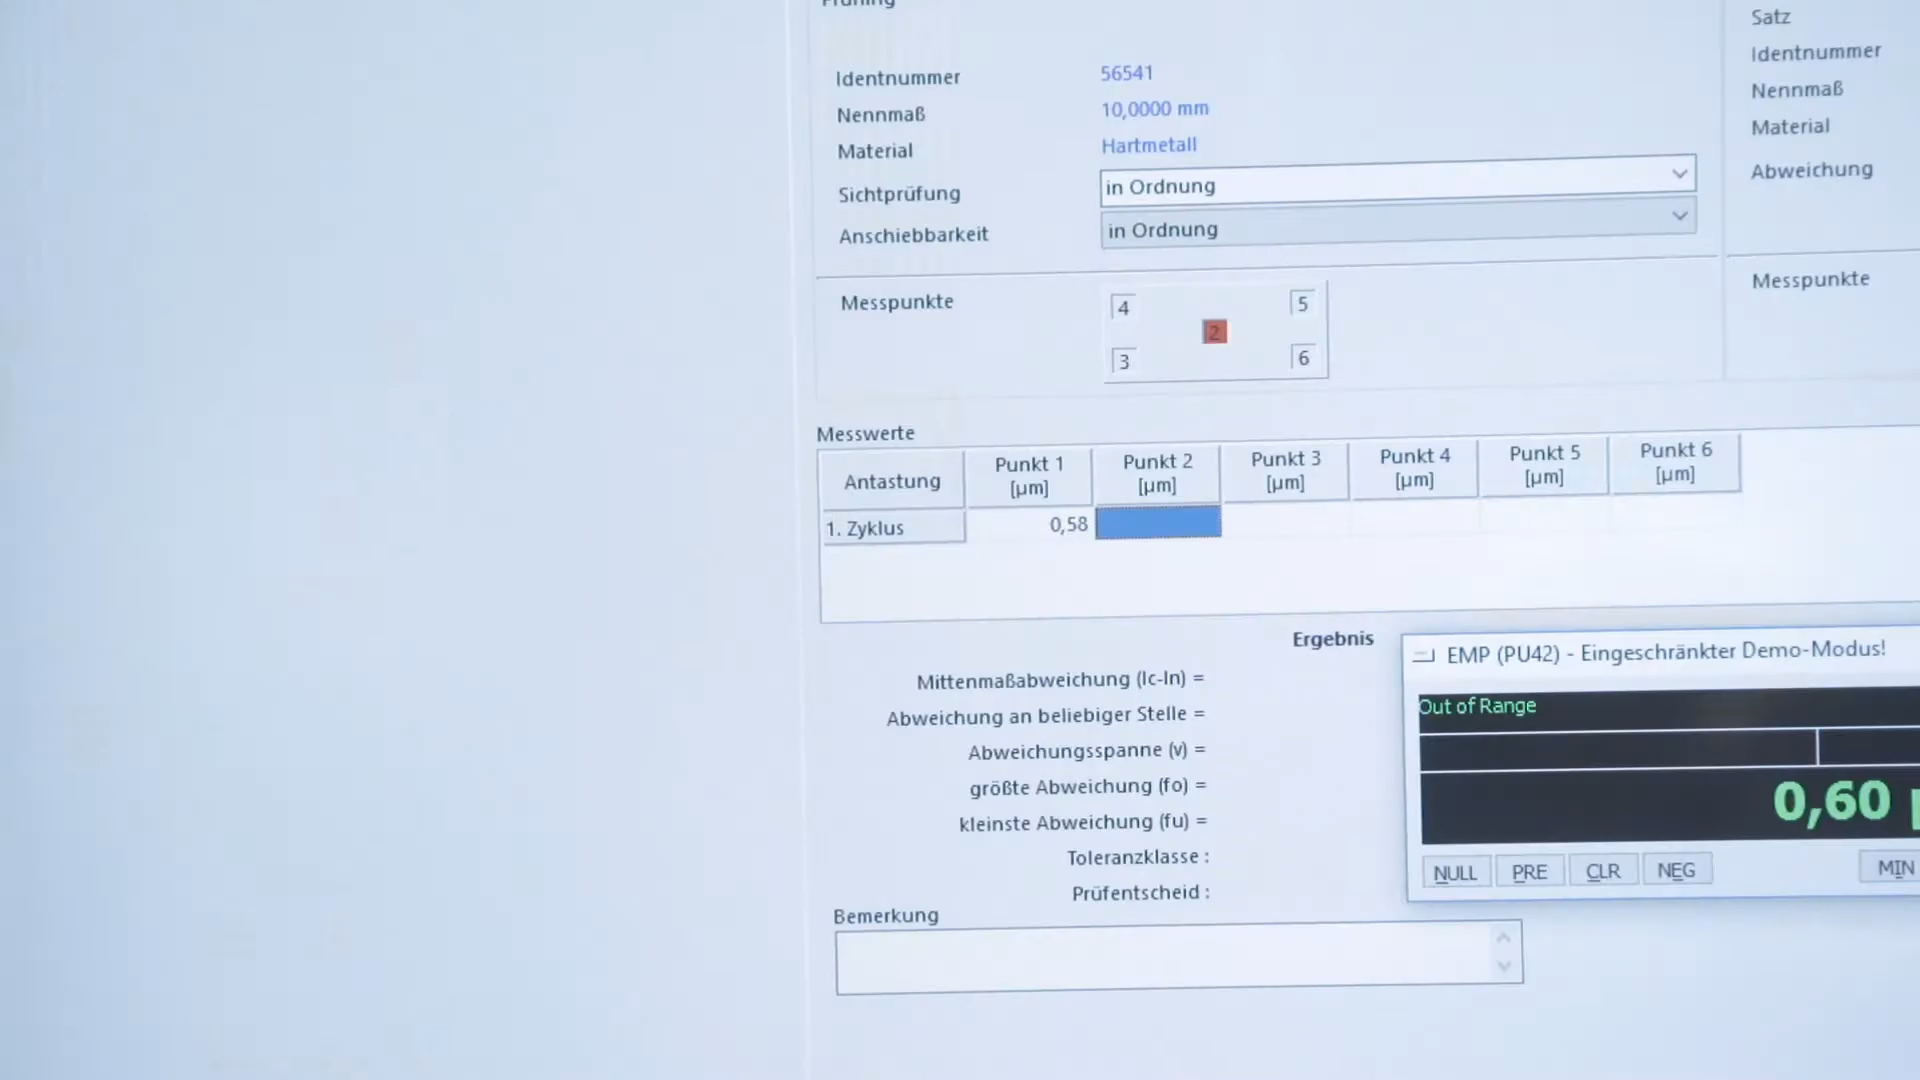 Prüfling
Identnummer 56541
Nennmaß 10,0000 mm
Material Hartmetall
Sichtprüfung in Ordnung
Anschiebbarkeit in Ordnung
Messpunkte
4 5
2
3 6
Satz
Identnummer
Nennmaß
Material
Abweichung
Messpunkte
Messwerte
Antastung Punkt 1 [µm] Punkt 2 [µm] Punkt 3 [µm] Punkt 4 [µm] Punkt 5 [µm] Punkt 6 [µm]
1. Zyklus 0,58
Ergebnis
Mittenmaßabweichung (lc-ln) =
Abweichung an beliebiger Stelle =
Abweichungsspanne (v) =
größte Abweichung (fo) =
kleinste Abweichung (fu) =
Toleranzklasse :
Prüfentscheid :
Bemerkung
EMP (PU42) - Eingeschränkter Demo-Modus!
Out of Range
0,60
NULL PRE CLR NEG MIN